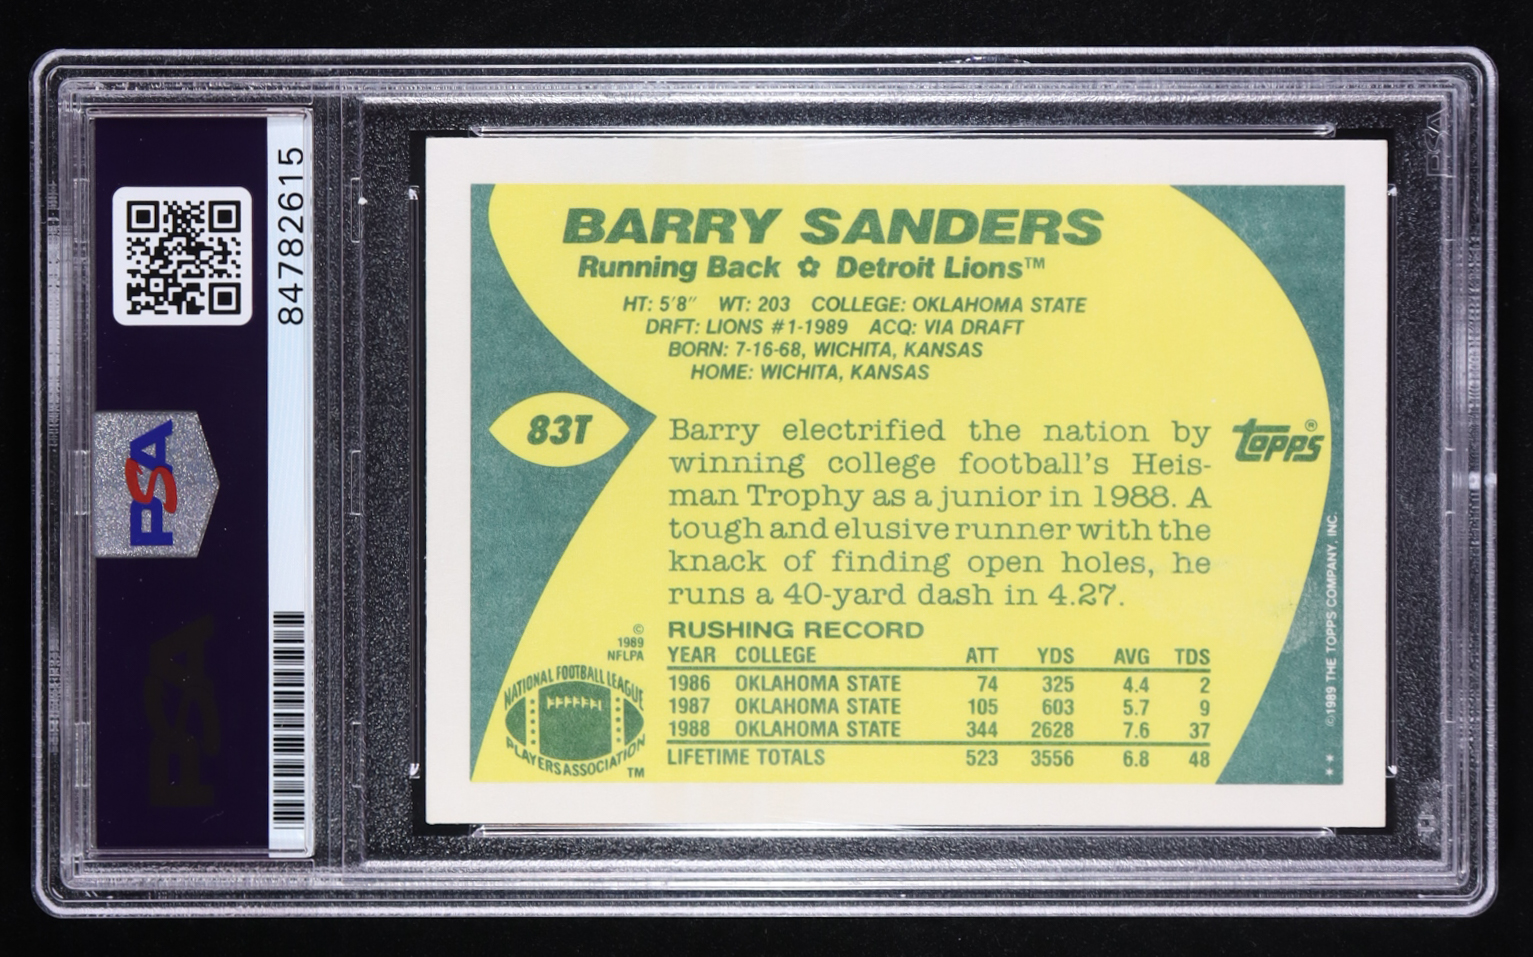 84782615
PSA
PSA
BARRY SANDERS
Running Back ✿ Detroit Lions™
HT: 5'8" WT: 203 COLLEGE: OKLAHOMA STATE
DRFT: LIONS #1-1989 ACQ: VIA DRAFT
BORN: 7-16-68, WICHITA, KANSAS
HOME: WICHITA, KANSAS
83T
Barry electrified the nation by
winning college football's Heis-
man Trophy as a junior in 1988. A
tough and elusive runner with the
knack of finding open holes, he
runs a 40-yard dash in 4.27.
topps®
RUSHING RECORD
YEAR COLLEGE ATT YDS AVG TDS
1986 OKLAHOMA STATE 74 325 4.4 2
1987 OKLAHOMA STATE 105 603 5.7 9
1988 OKLAHOMA STATE 344 2628 7.6 37
LIFETIME TOTALS 523 3556 6.8 48
©
1989
NFLPA
NATIONAL FOOTBALL LEAGUE
PLAYERS ASSOCIATION
TM
©1989 THE TOPPS COMPANY, INC.
**
PSA